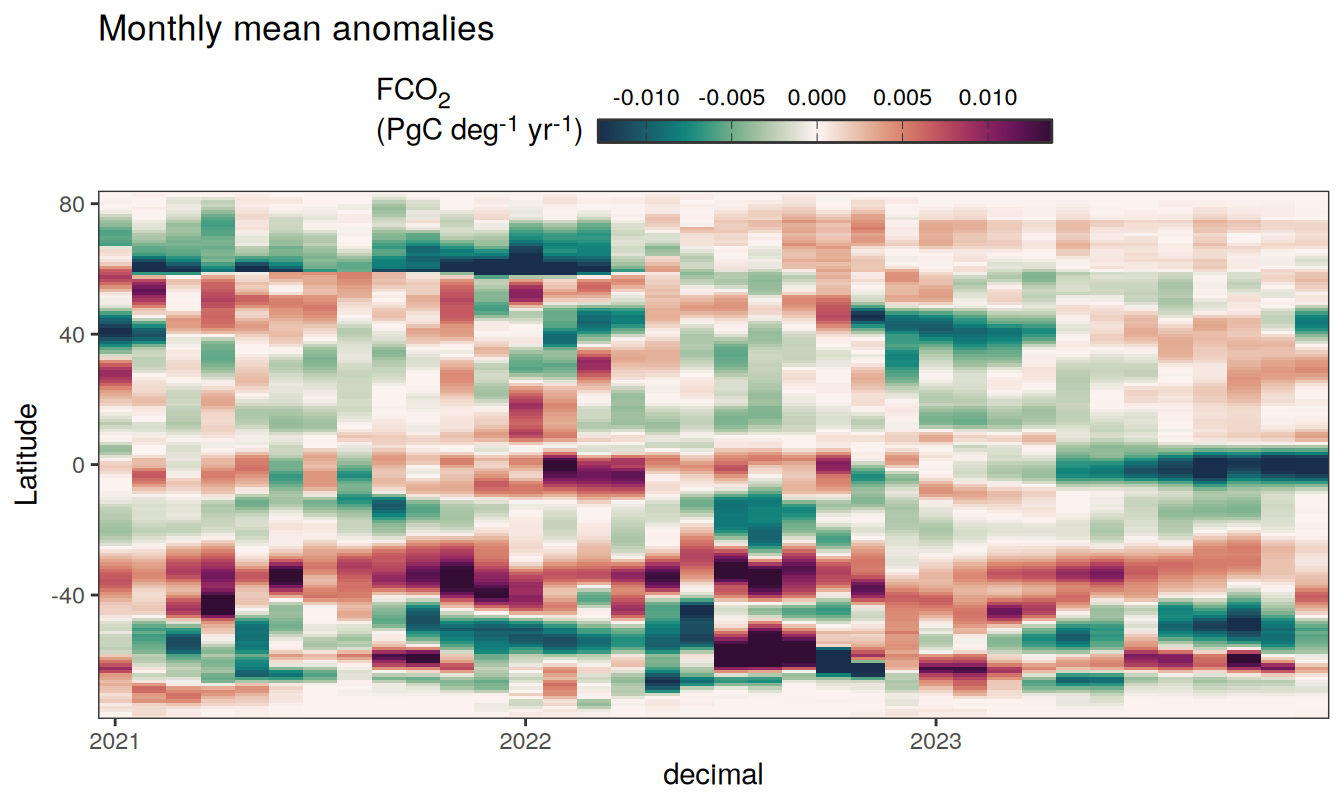 Monthly mean anomalies
FCO₂
(PgC deg⁻¹ yr⁻¹)
-0.010 -0.005 0.000 0.005 0.010
80
40
0
-40
Latitude
2021 2022 2023
decimal